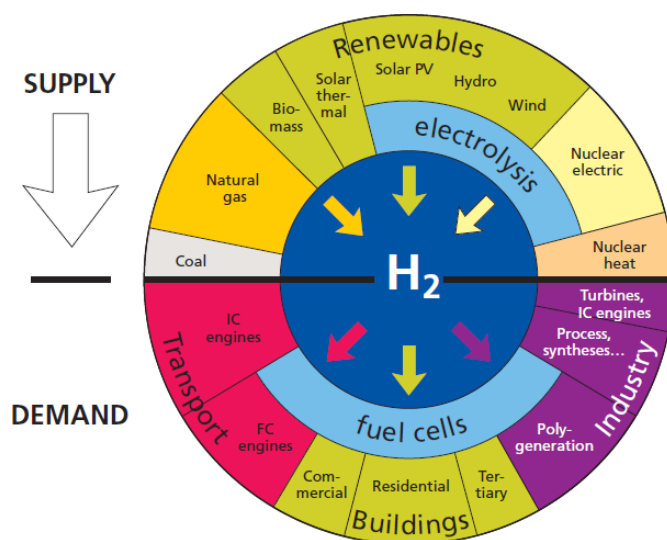 SUPPLY
Renewables
Solar PV
Hydro
Wind
Solar
ther-
mal
Bio-
mass
electrolysis
Nuclear
electric
Natural
gas
Nuclear
heat
Coal
H2
Turbines,
IC engines
IC
engines
Process,
syntheses...
Transport
Industry
DEMAND
fuel cells
FC
engines
Poly-
generation
Com-
mercial
Residential
Ter-
tiary
Buildings